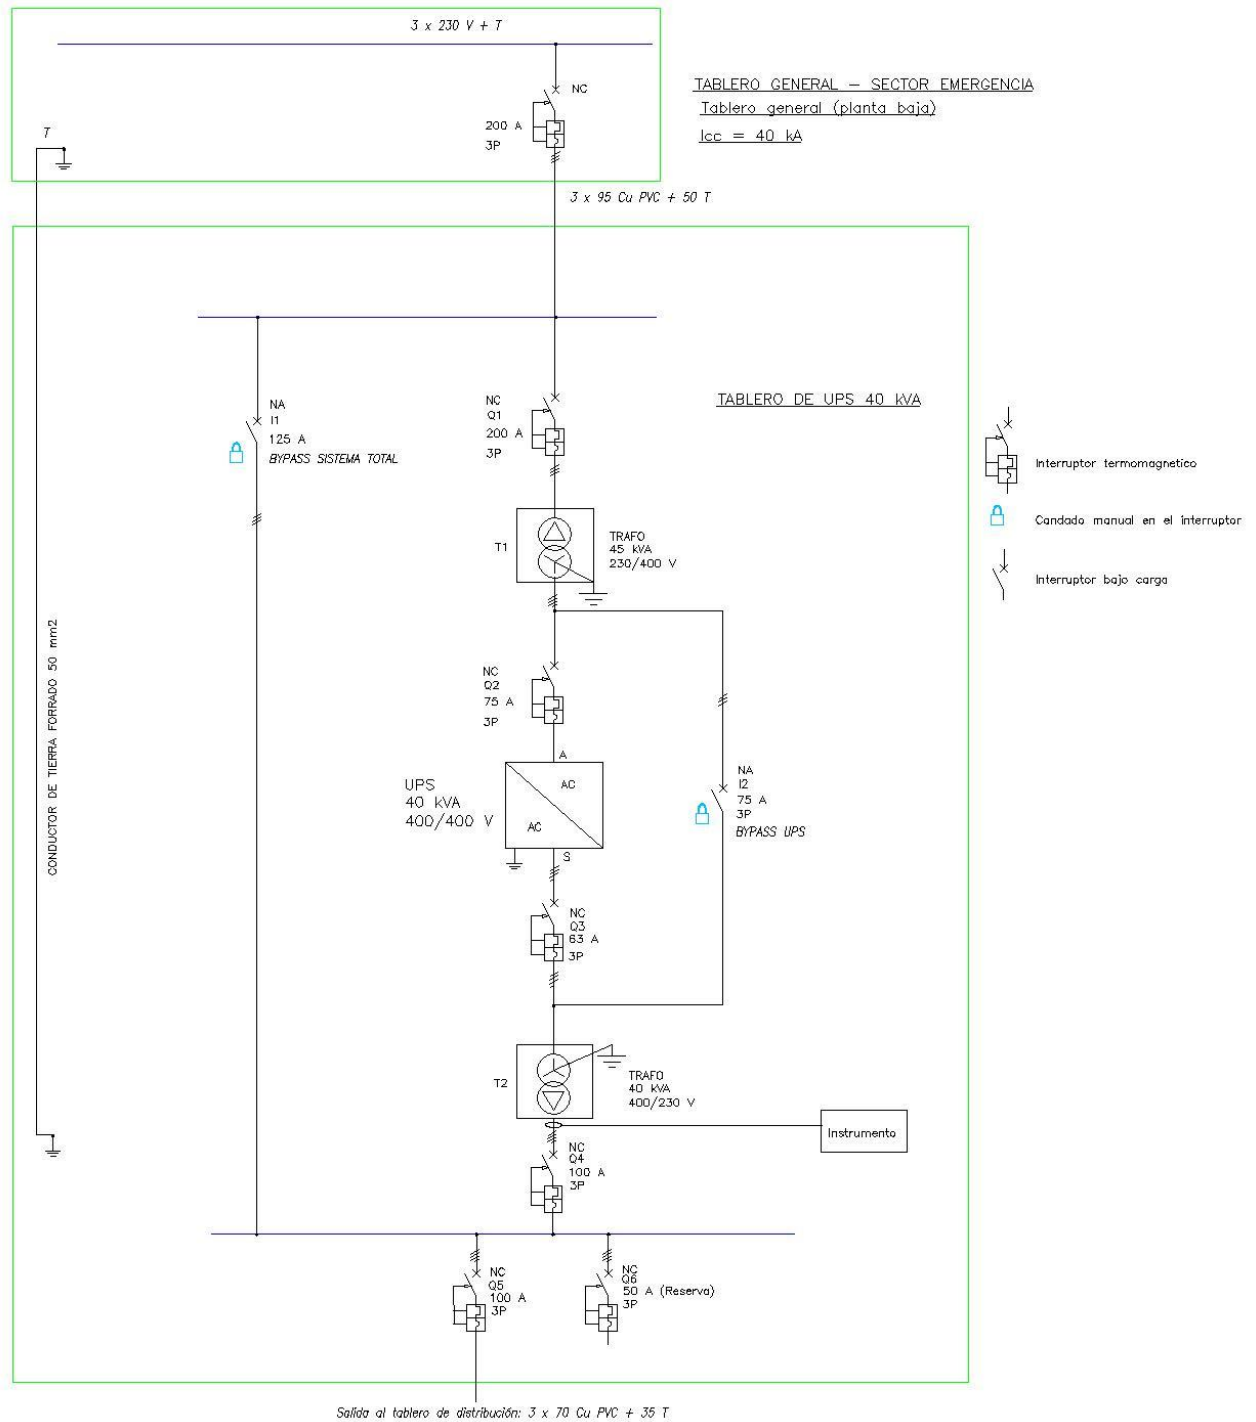 3 x 230 V + T
TABLERO GENERAL – SECTOR EMERGENCIA
Tablero general (planta baja)
Icc = 40 kA
NC
200 A
3P
T
3 x 95 Cu PVC + 50 T
TABLERO DE UPS 40 kVA
NA
I1
125 A
BYPASS SISTEMA TOTAL
NC
Q1
200 A
3P
Interruptor termomagnetico
Candado manual en el interruptor
Interruptor bajo carga
T1
TRAFO
45 kVA
230/400 V
CONDUCTOR DE TIERRA FORRADO 50 mm2
NC
Q2
75 A
3P
A
AC
AC
S
UPS
40 kVA
400/400 V
NA
I2
75 A
3P
BYPASS UPS
NC
Q3
63 A
3P
T2
TRAFO
40 kVA
400/230 V
Instrumento
NC
Q4
100 A
3P
NC
Q5
100 A
3P
NC
Q6
50 A (Reserva)
3P
Salida al tablero de distribución: 3 x 70 Cu PVC + 35 T